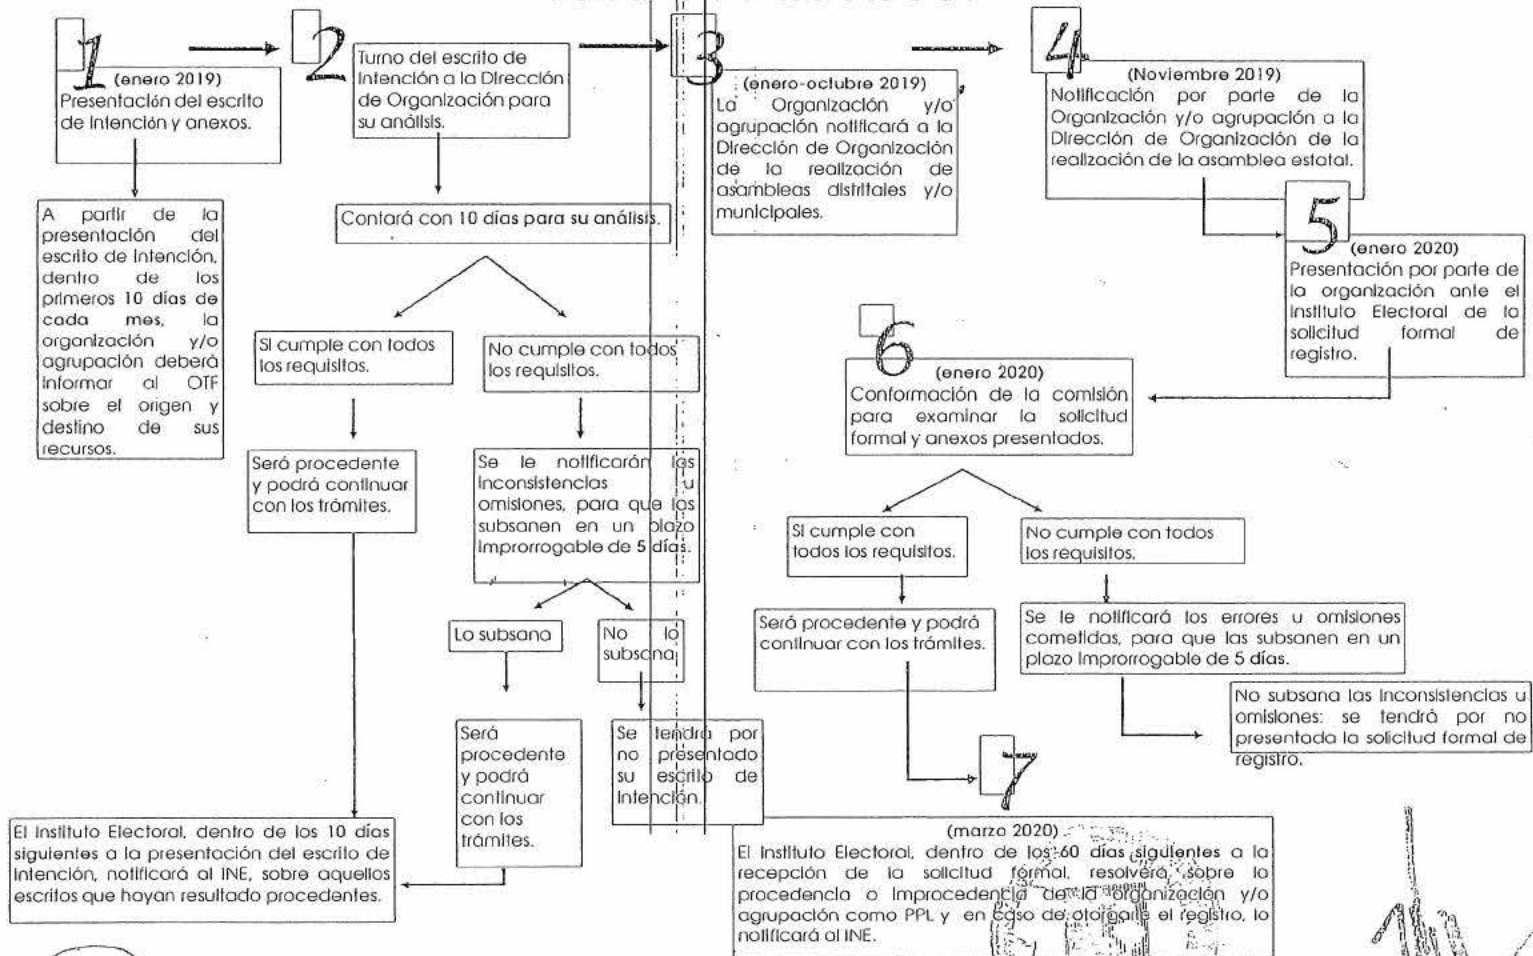 1
(enero 2019)
Presentación del escrito
de Intención y anexos.
A partir de la
presentación del
escrito de Intención,
dentro de los
primeros 10 días de
cada mes, la
organización y/o
agrupación deberá
Informar al OTF
sobre el origen y
destino de sus
recursos.
2
Turno del escrito de
Intención a la Dirección
de Organización para
su análisis.
Contará con 10 días para su análisis.
Si cumple con todos
los requisitos.
Será procedente
y podrá continuar
con los trámites.
No cumple con todos
los requisitos.
Se le notificarán las
Inconsistencias u
omisiones, para que las
subsanen en un plazo
Improrrogable de 5 días.
Lo subsana
Será
procedente
y podrá
continuar
con los
trámites.
No lo
subsana
Se tendrá por
no presentado
su escrito de
Intención.
El Instituto Electoral, dentro de los 10 días
siguientes a la presentación del escrito de
Intención, notificará al INE, sobre aquellos
escritos que hayan resultado procedentes.
3
(enero-octubre 2019)
La Organización y/o
agrupación notificará a la
Dirección de Organización
de la realización de
asambleas distritales y/o
municipales.
4
(Noviembre 2019)
Notificación por parte de la
Organización y/o agrupación a la
Dirección de Organización de la
realización de la asamblea estatal.
5
(enero 2020)
Presentación por parte de
la organización ante el
Instituto Electoral de la
solicitud formal de
registro.
6
(enero 2020)
Conformación de la comisión
para examinar la solicitud
formal y anexos presentados.
Si cumple con
todos los requisitos.
Será procedente y podrá
continuar con los trámites.
No cumple con todos
los requisitos.
Se le notificará los errores u omisiones
cometidas, para que las subsanen en un
plazo Improrrogable de 5 días.
No subsana las Inconsistencias u
omisiones: se tendrá por no
presentada la solicitud formal de
registro.
7
(marzo 2020)
El Instituto Electoral, dentro de los 60 días siguientes a la
recepción de la solicitud formal, resolverá sobre la
procedencia o Improcedencia de la organización y/o
agrupación como PPL y en caso de otorgarle el registro, lo
notificará al INE.